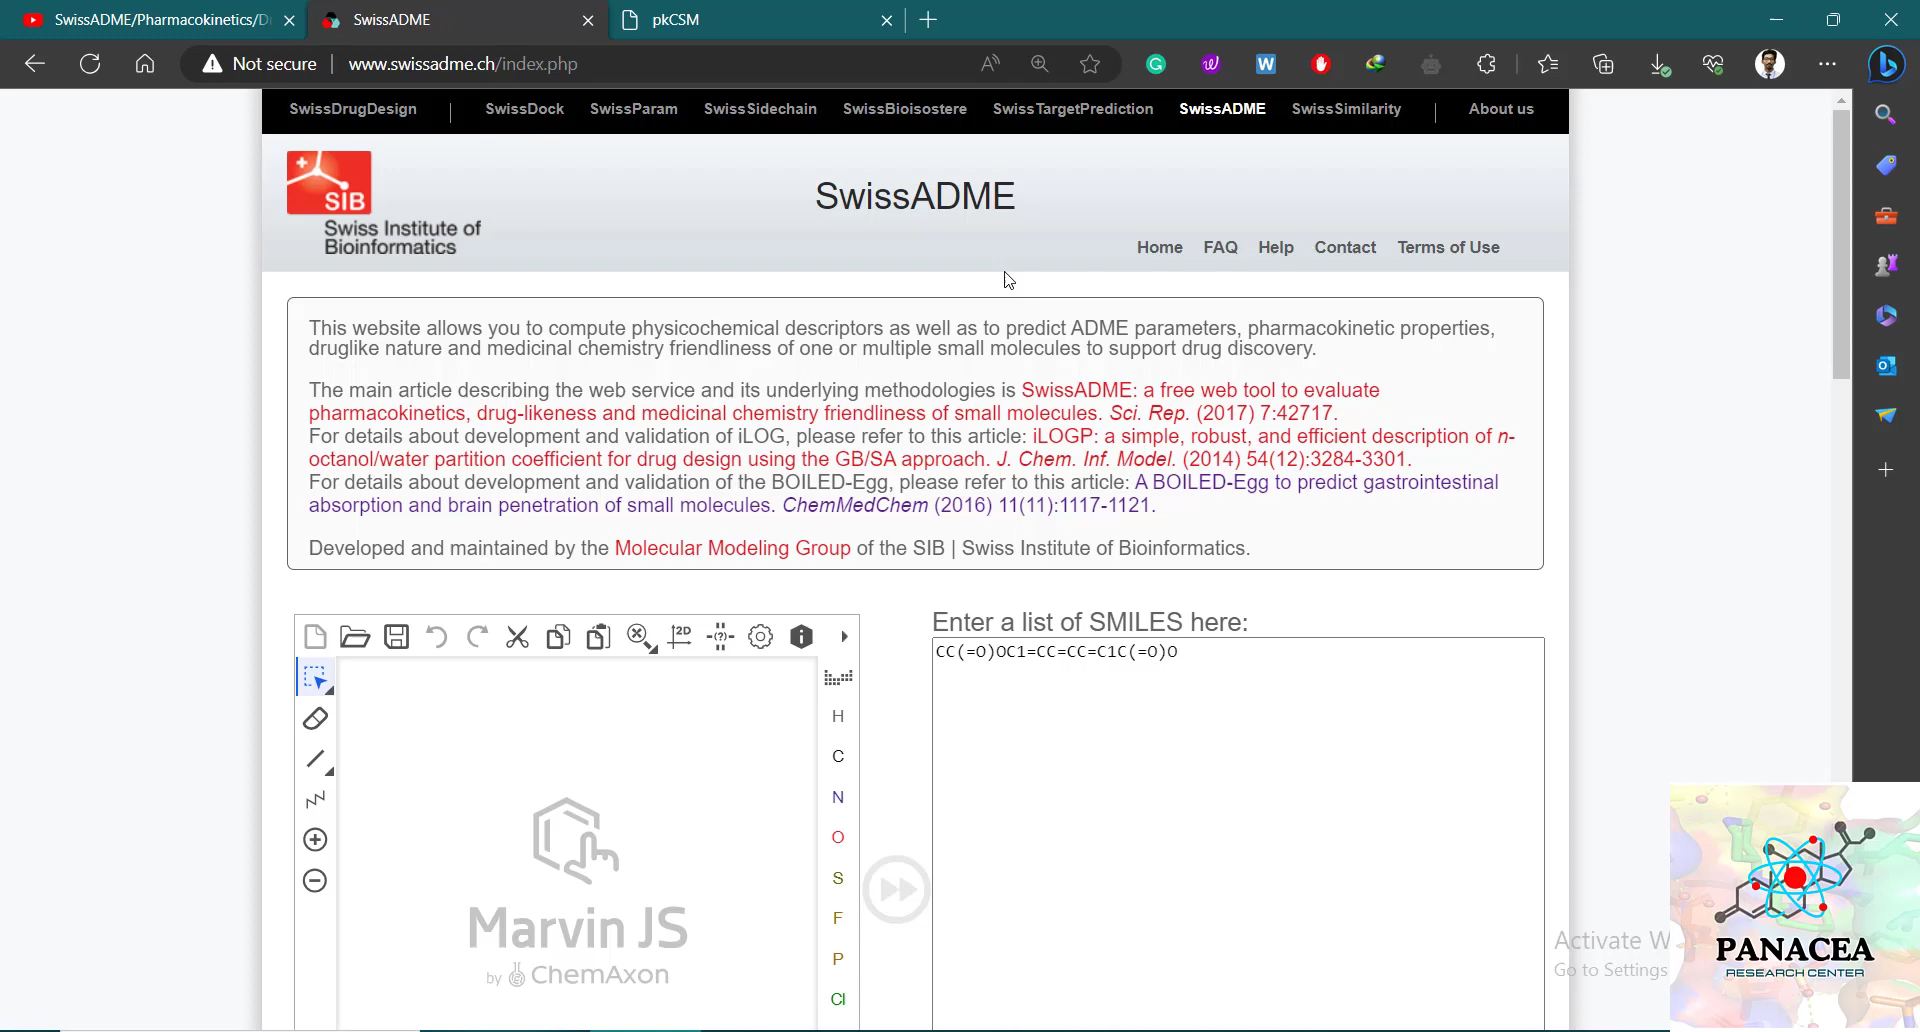 SwissADME/Pharmacokinetics/D
SwissADME
pkCSM
Not secure
www.swissadme.ch/index.php
SwissDrugDesign | SwissDock SwissParam SwissSidechain SwissBioisostere SwissTargetPrediction SwissADME SwissSimilarity | About us
SIB
Swiss Institute of
Bioinformatics
SwissADME
Home FAQ Help Contact Terms of Use
This website allows you to compute physicochemical descriptors as well as to predict ADME parameters, pharmacokinetic properties,
druglike nature and medicinal chemistry friendliness of one or multiple small molecules to support drug discovery.
The main article describing the web service and its underlying methodologies is SwissADME: a free web tool to evaluate
pharmacokinetics, drug-likeness and medicinal chemistry friendliness of small molecules. Sci. Rep. (2017) 7:42717.
For details about development and validation of iLOG, please refer to this article: iLOGP: a simple, robust, and efficient description of n-
octanol/water partition coefficient for drug design using the GB/SA approach. J. Chem. Inf. Model. (2014) 54(12):3284-3301.
For details about development and validation of the BOILED-Egg, please refer to this article: A BOILED-Egg to predict gastrointestinal
absorption and brain penetration of small molecules. ChemMedChem (2016) 11(11):1117-1121.
Developed and maintained by the Molecular Modeling Group of the SIB | Swiss Institute of Bioinformatics.
2D
Enter a list of SMILES here:
CC(=O)OC1=CC=CC=C1C(=O)O
H
C
N
O
S
F
P
Cl
Marvin JS
by ChemAxon
Activate W
Go to Settings
PANACEA
RESEARCH CENTER